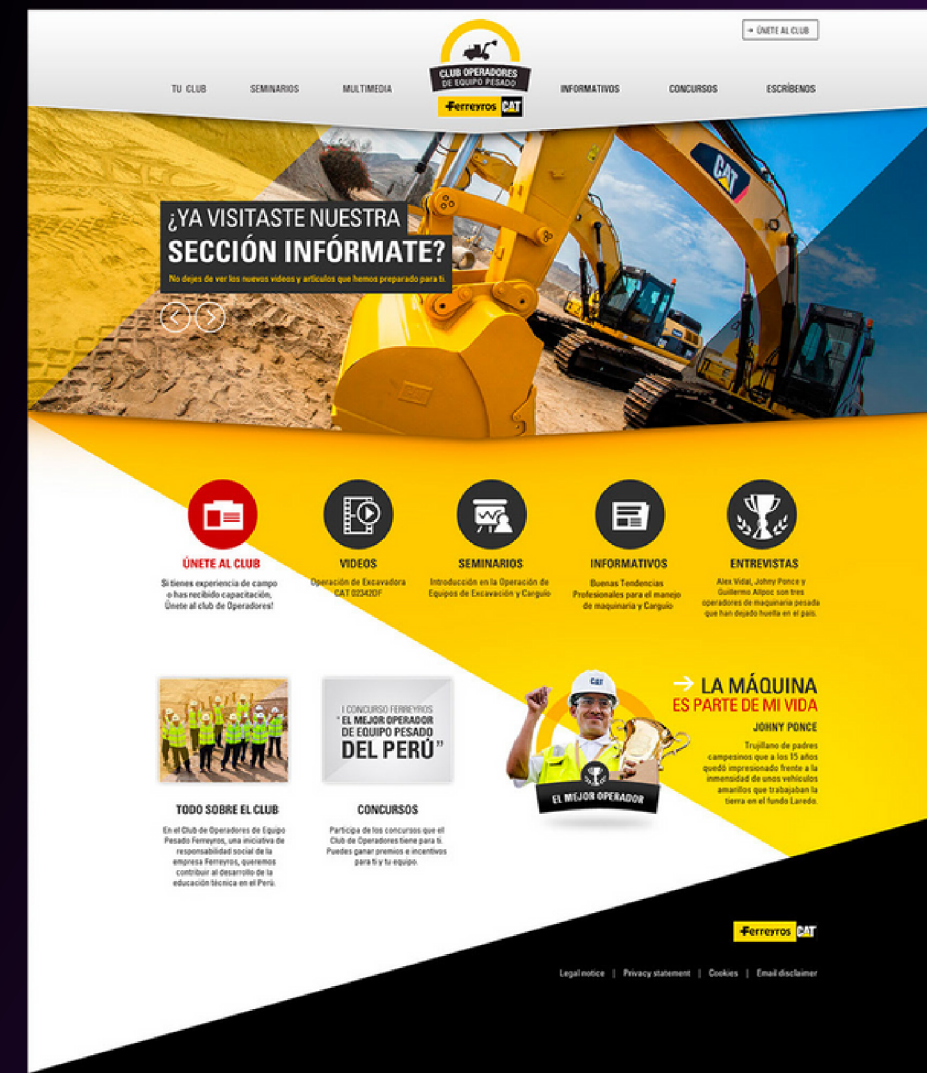 → ÚNETE AL CLUB
CLUB OPERADORES
DE EQUIPO PESADO
Ferreyros CAT
TU CLUB
SEMINARIOS
MULTIMEDIA
INFORMATIVOS
CONCURSOS
ESCRÍBENOS
CAT
¿YA VISITASTE NUESTRA
SECCIÓN INFÓRMATE?
No dejes de ver los nuevos videos y artículos que hemos preparado para ti.
ÚNETE AL CLUB
Si tienes experiencia de campo
o has recibido capacitación,
Únete al club de Operadores!
VIDEOS
Operación de Excavadora
CAT 02342DF
SEMINARIOS
Introducción en la Operación de
Equipos de Excavación y Carguío
INFORMATIVOS
Buenas Tendencias
Profesionales para el manejo
de maquinaria y Carguío
ENTREVISTAS
Alex Vidal, Johny Ponce y
Guillermo Allpoc son tres
operadores de maquinaria pesada
que han dejado huella en el país.
TODO SOBRE EL CLUB
En el Club de Operadores de Equipo
Pesado Ferreyros, una iniciativa de
responsabilidad social de la
empresa Ferreyros, queremos
contribuir al desarrollo de la
educación técnica en el Perú.
I CONCURSO FERREYROS
"EL MEJOR OPERADOR
DE EQUIPO PESADO
DEL PERÚ"
CONCURSOS
Participa de los concursos que el
Club de Operadores tiene para ti.
Puedes ganar premios e incentivos
para ti y tu equipo.
CAT
EL MEJOR OPERADOR
→ LA MÁQUINA
ES PARTE DE MI VIDA
JOHNY PONCE
Trujillano de padres
campesinos que a los 15 años
quedó impresionado frente a la
inmensidad de unos vehículos
amarillos que trabajaban la
tierra en el fundo Laredo.
Ferreyros CAT
Legal notice | Privacy statement | Cookies | Email disclaimer